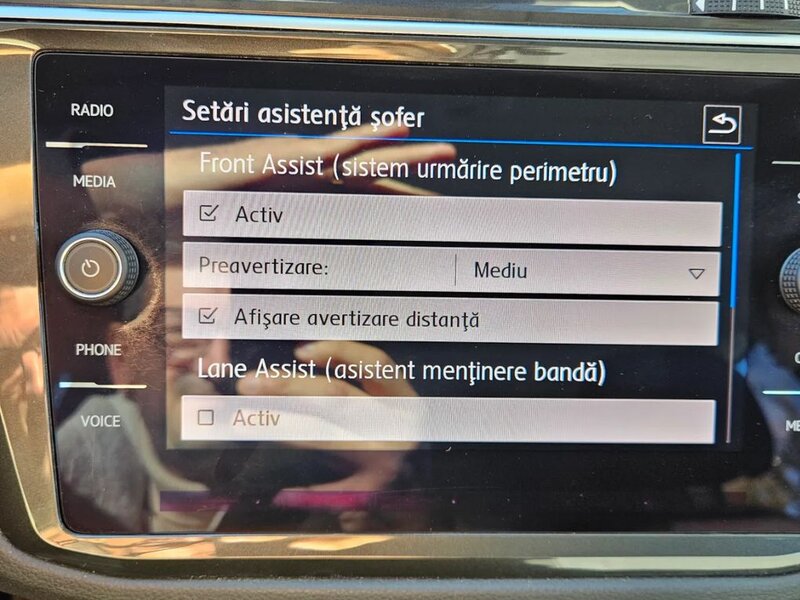 RADIO
MEDIA
PHONE
VOICE
Setări asistenţă şofer
Front Assist (sistem urmărire perimetru)
Activ
Preavertizare: Mediu
Afişare avertizare distanţă
Lane Assist (asistent menţinere bandă)
Activ